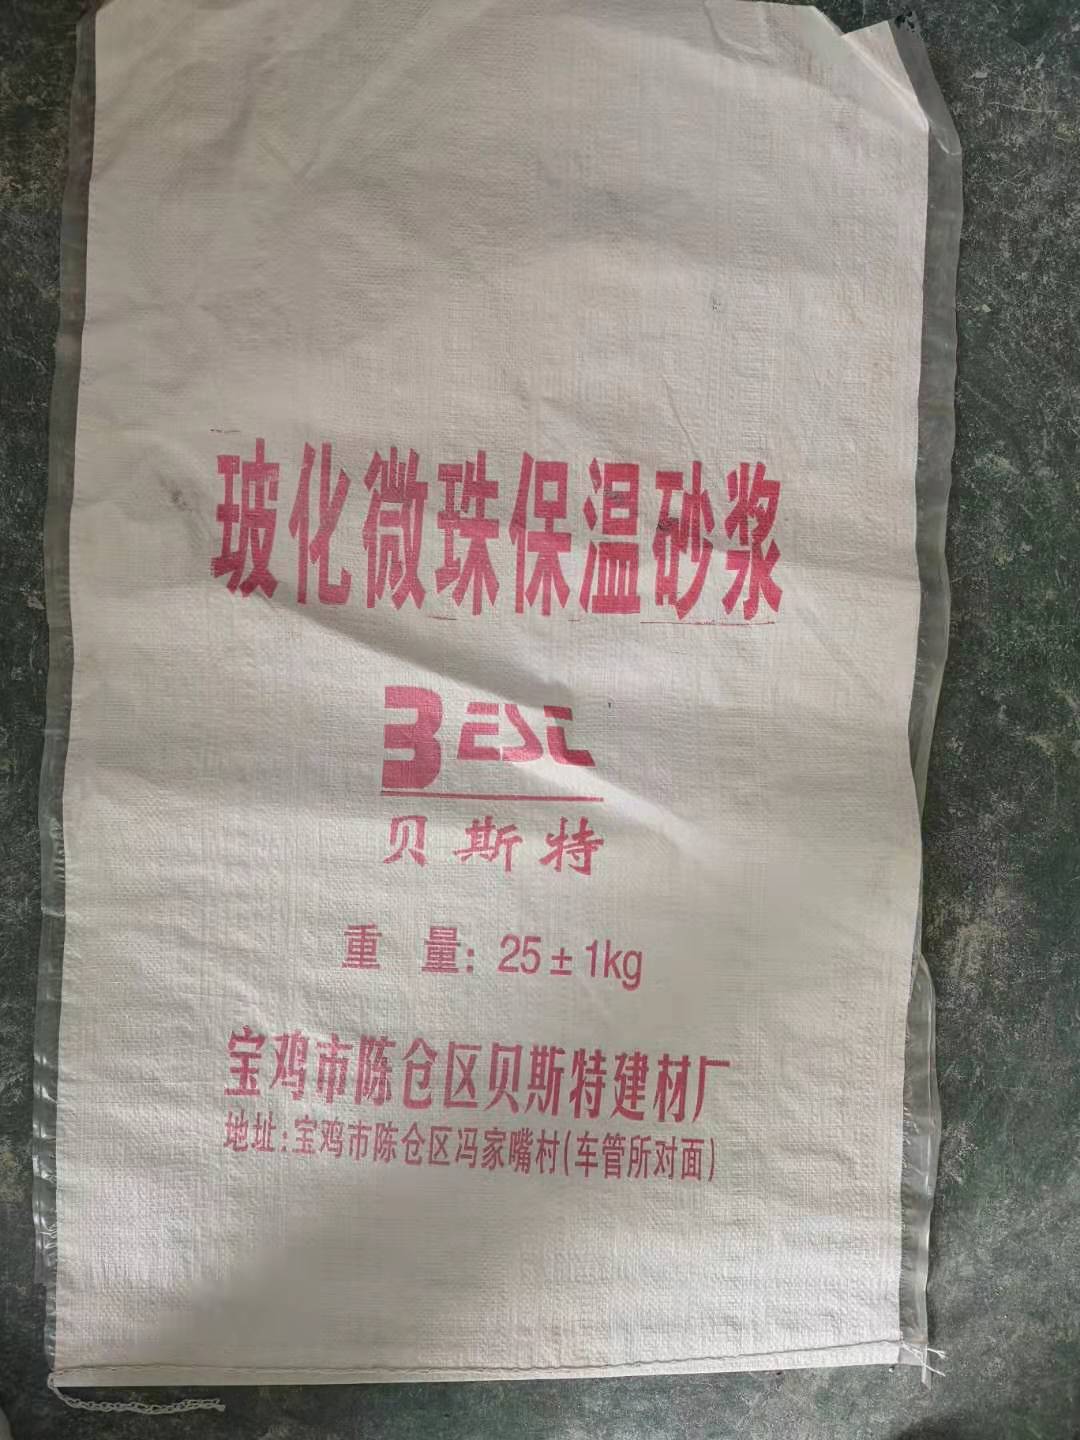 玻化微珠保温砂浆
BESC
贝斯特
重 量: 25±1kg
宝鸡市陈仓区贝斯特建材厂
地址:宝鸡市陈仓区冯家嘴村(车管所对面)